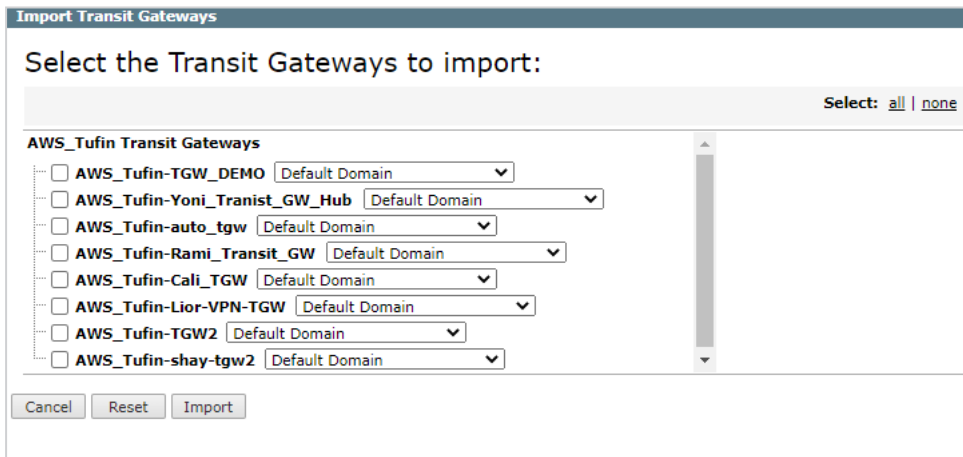 Import Transit Gateways
Select the Transit Gateways to import:
Select: all | none
AWS_Tufin Transit Gateways
AWS_Tufin-TGW_DEMO Default Domain
AWS_Tufin-Yoni_Tranist_GW_Hub Default Domain
AWS_Tufin-auto_tgw Default Domain
AWS_Tufin-Rami_Transit_GW Default Domain
AWS_Tufin-Cali_TGW Default Domain
AWS_Tufin-Lior-VPN-TGW Default Domain
AWS_Tufin-TGW2 Default Domain
AWS_Tufin-shay-tgw2 Default Domain
Cancel Reset Import